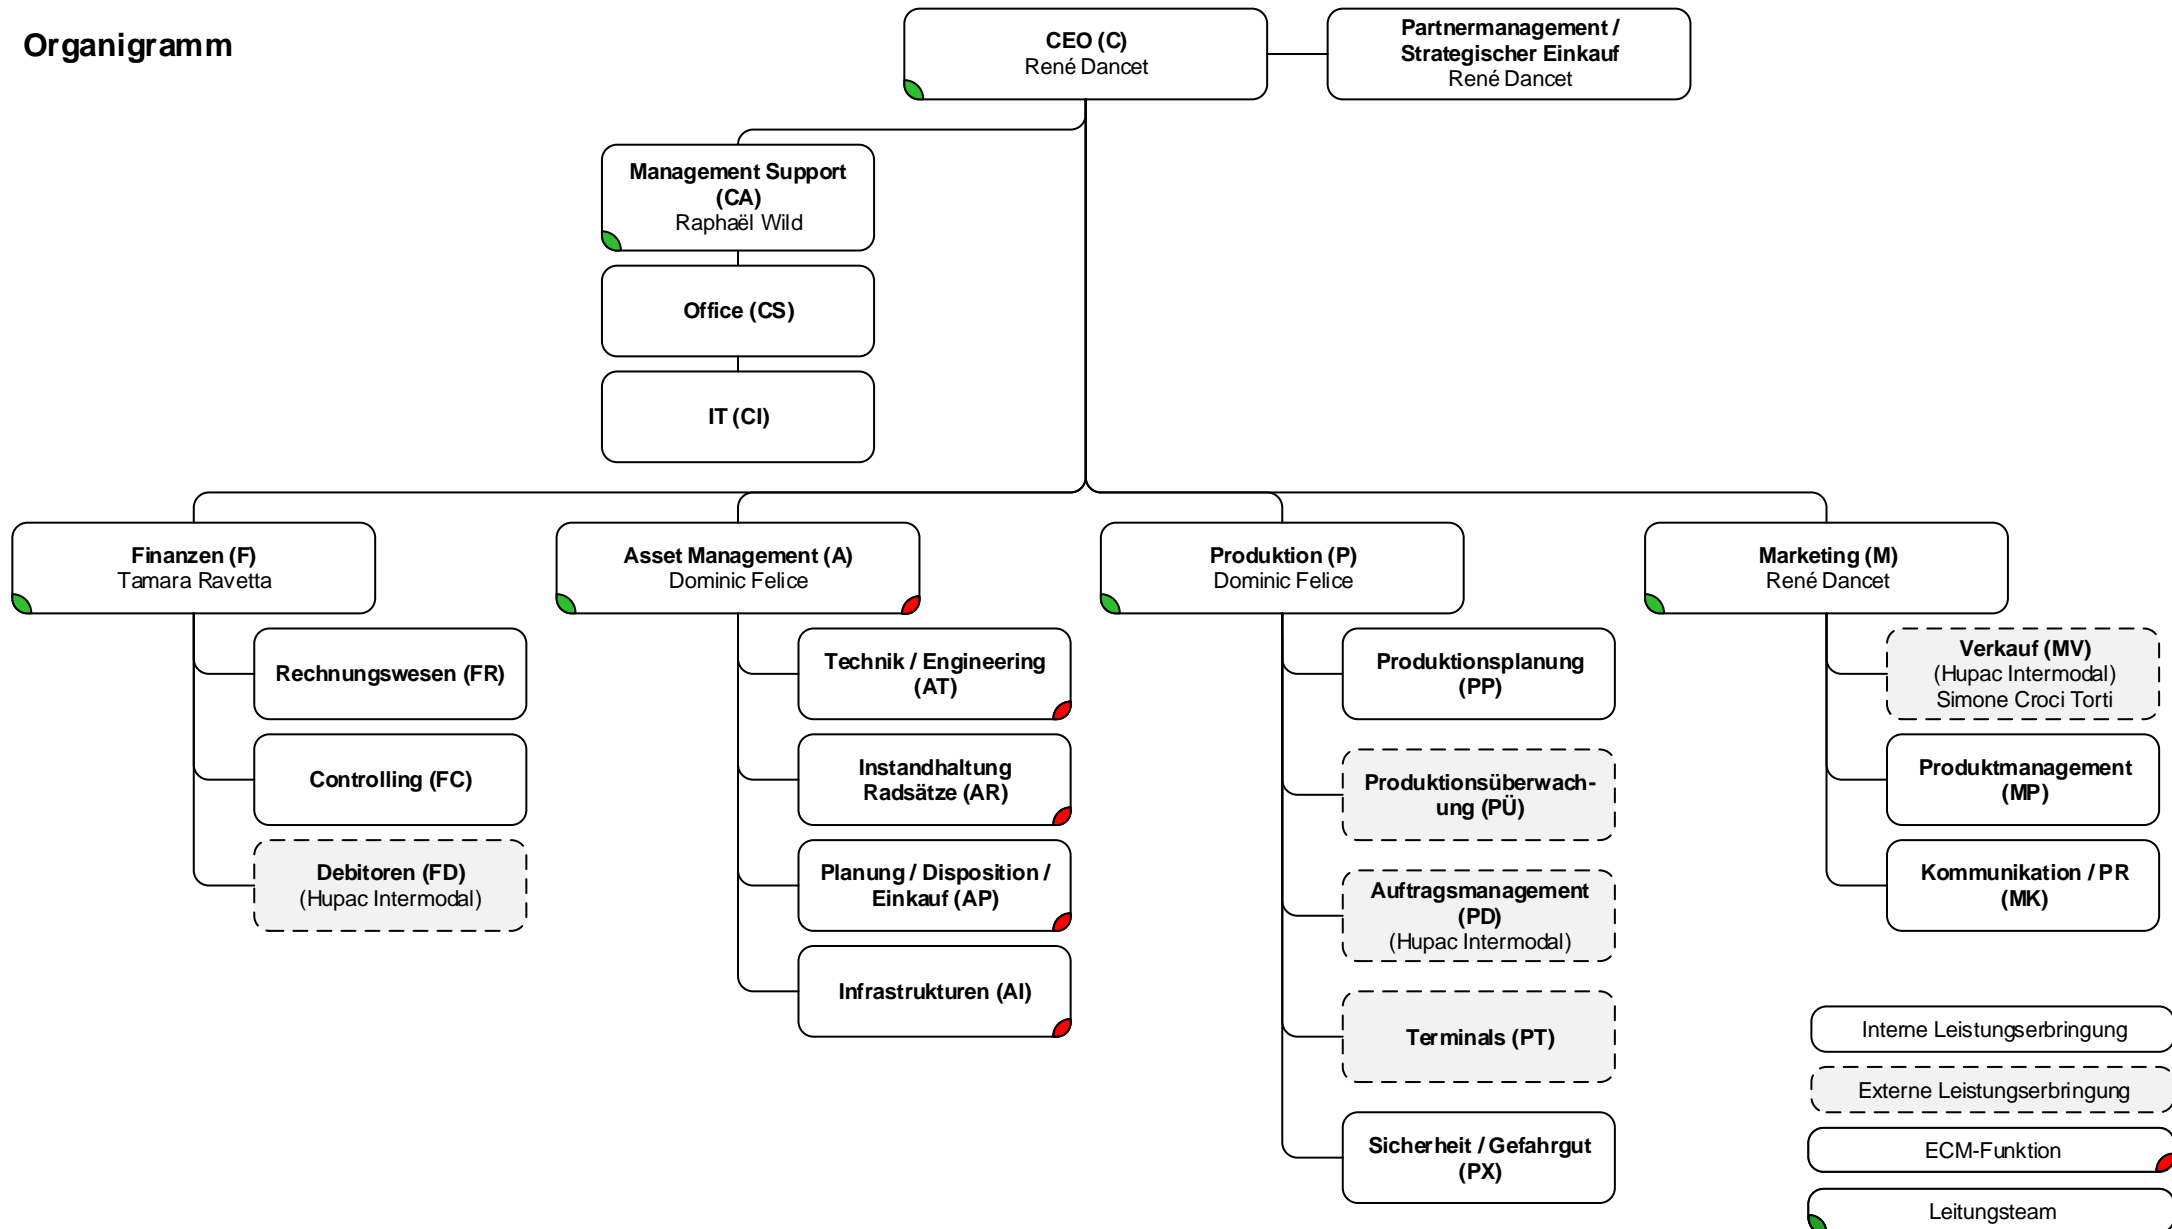 Organigramm
CEO (C)
René Dancet
Partnermanagement /
Strategischer Einkauf
René Dancet
Management Support
(CA)
Raphaël Wild
Office (CS)
IT (CI)
Finanzen (F)
Tamara Ravetta
Rechnungswesen (FR)
Controlling (FC)
Debitoren (FD)
(Hupac Intermodal)
Asset Management (A)
Dominic Felice
Technik / Engineering
(AT)
Instandhaltung
Radsätze (AR)
Planung / Disposition /
Einkauf (AP)
Infrastrukturen (AI)
Produktion (P)
Dominic Felice
Produktionsplanung
(PP)
Produktionsüberwach-
ung (PÜ)
Auftragsmanagement
(PD)
(Hupac Intermodal)
Terminals (PT)
Sicherheit / Gefahrgut
(PX)
Marketing (M)
René Dancet
Verkauf (MV)
(Hupac Intermodal)
Simone Croci Torti
Produktmanagement
(MP)
Kommunikation / PR
(MK)
Interne Leistungserbringung
Externe Leistungserbringung
ECM-Funktion
Leitungsteam